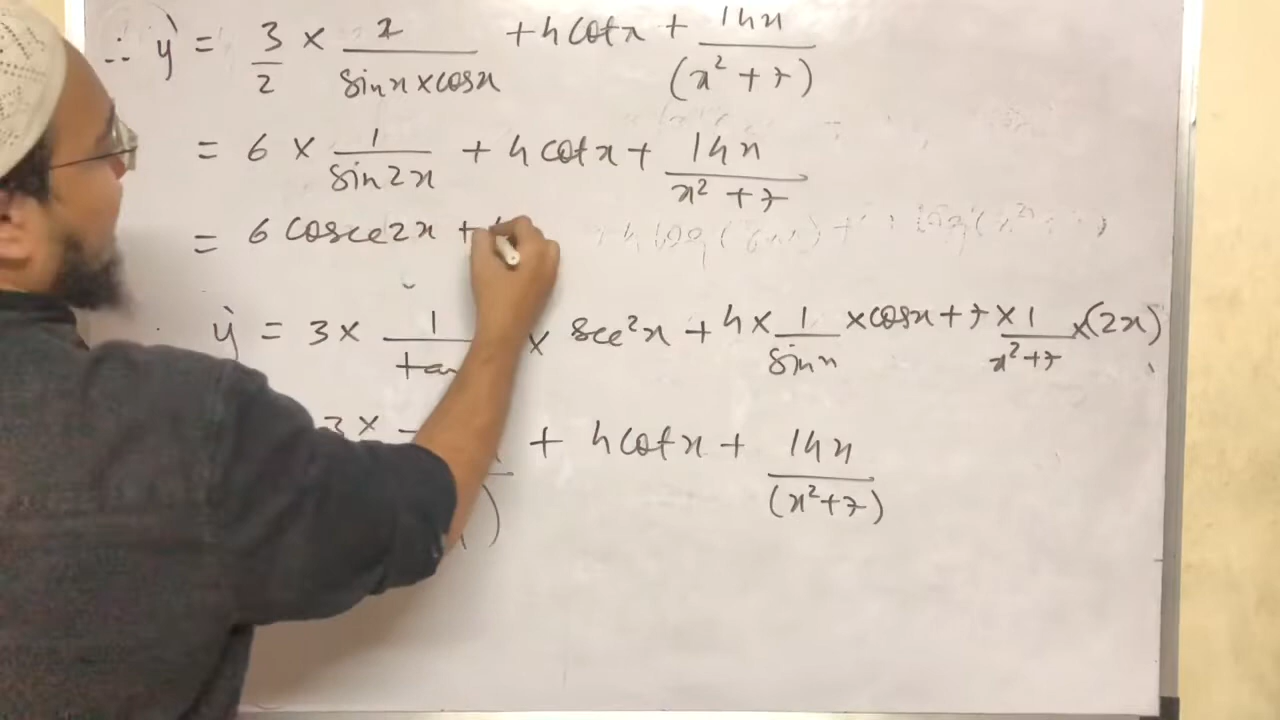 ∴ y' = 3/2 × 2/(sinx × cosx) + 4cotx + 14x/(x² + 7)
= 6 × 1/sin2x + 4cotx + 14x/(x² + 7)
= 6 cosec2x +
y' = 3 × 1/tan × sec²x + 4 × 1/sinx × cosx + 7 × 1/(x²+7) × (2x)
3 × + 4cotx + 14x/(x²+7)